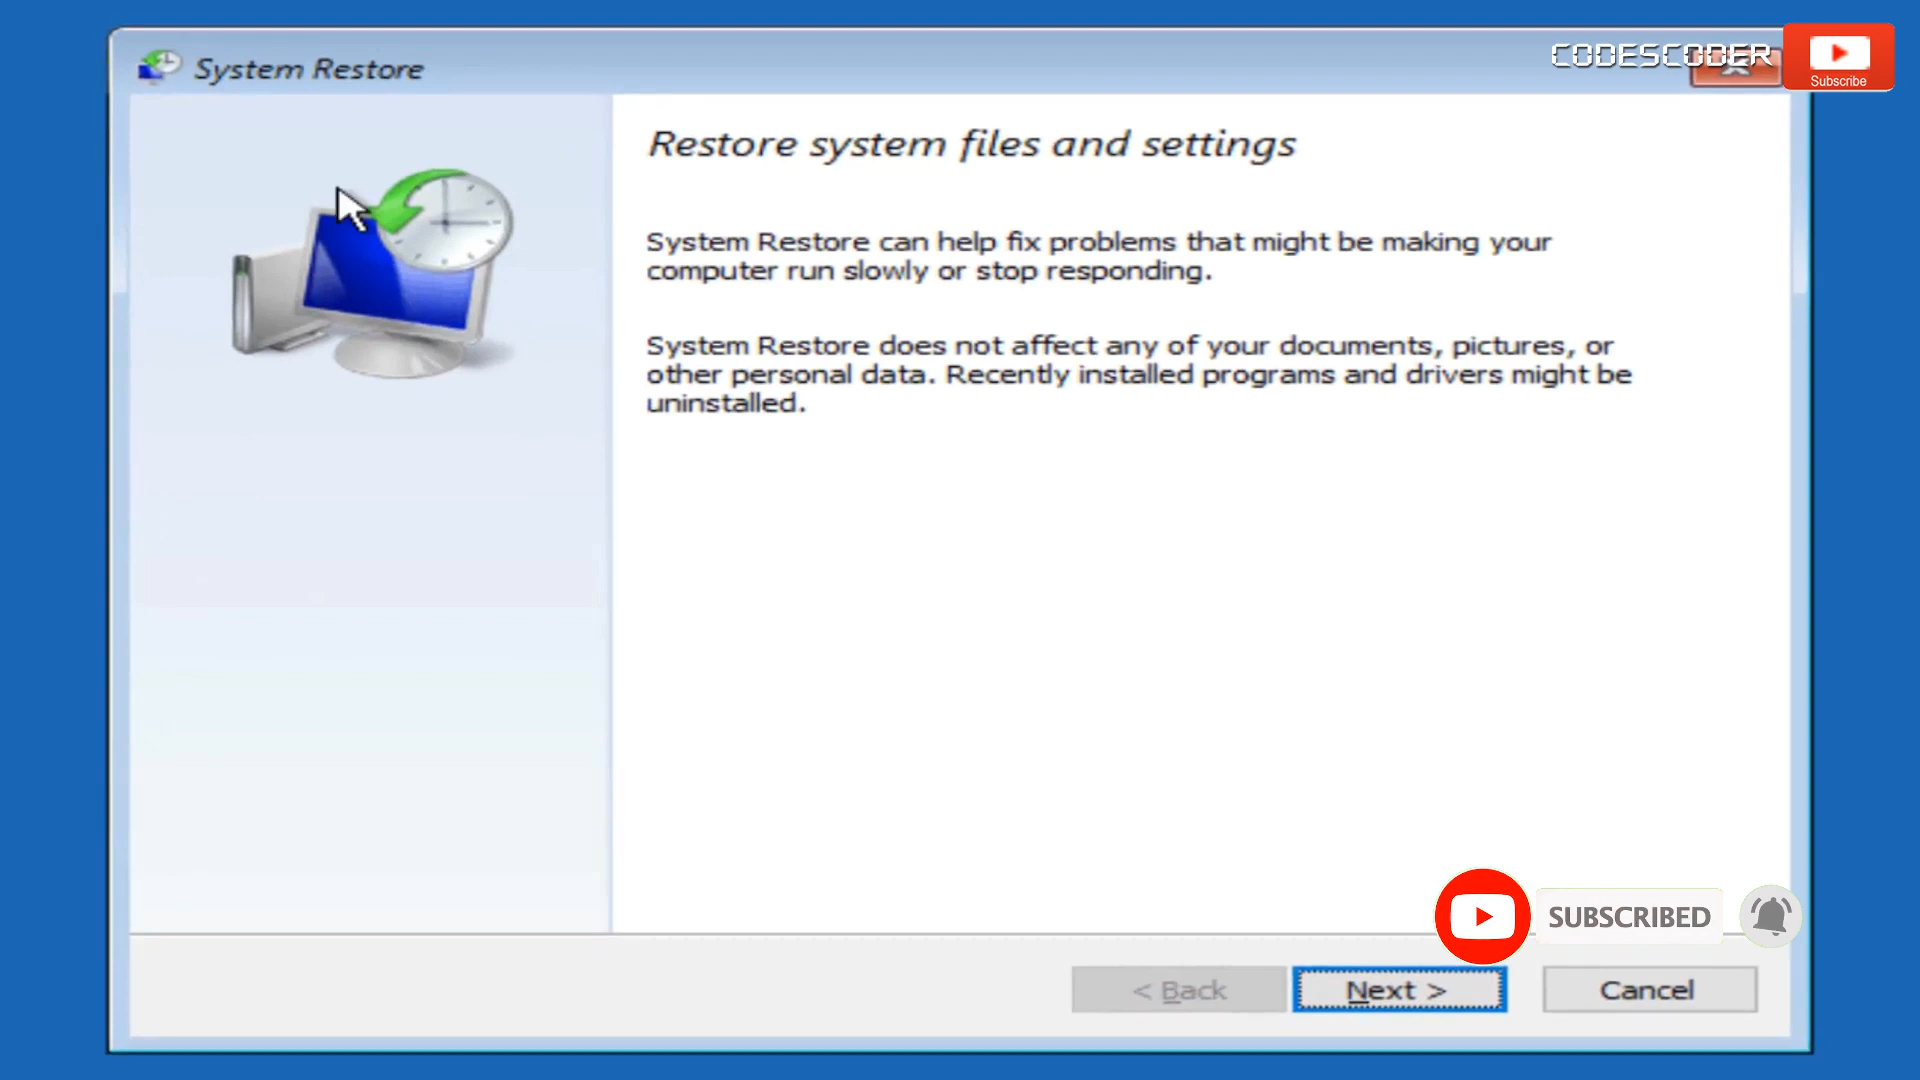 System Restore
CODESCODER
Subscribe
Restore system files and settings
System Restore can help fix problems that might be making your
computer run slowly or stop responding.
System Restore does not affect any of your documents, pictures, or
other personal data. Recently installed programs and drivers might be
uninstalled.
SUBSCRIBED
< Back
Next >
Cancel